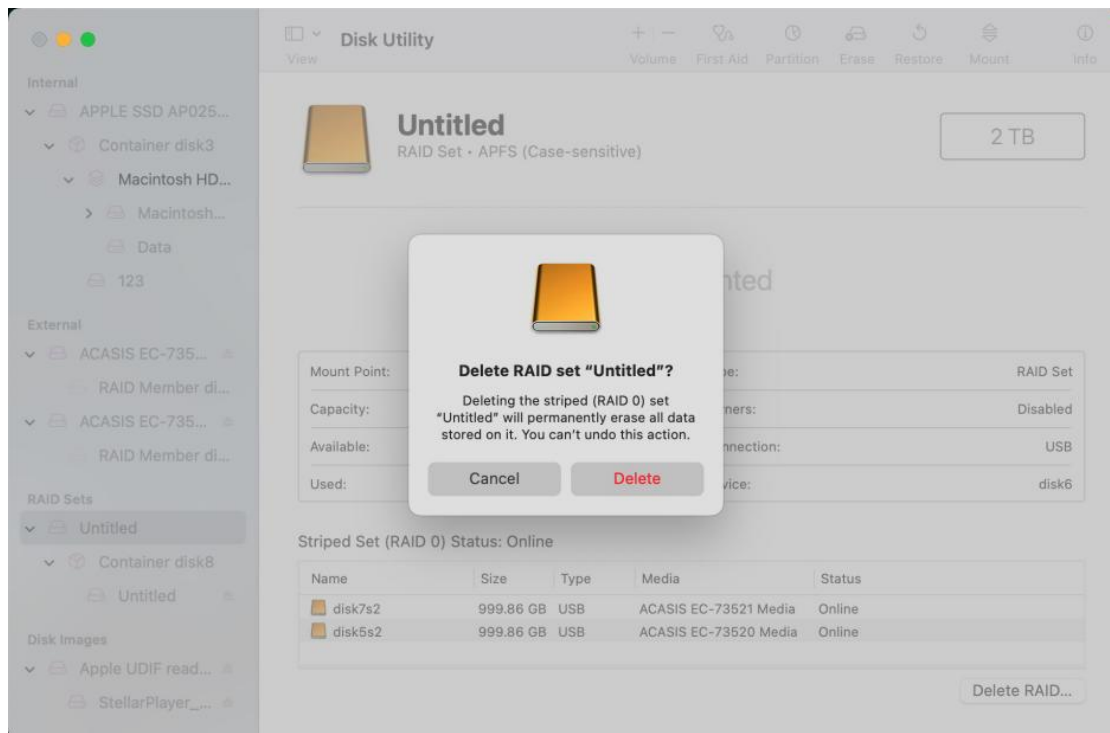 Disk Utility
View
Volume First Aid Partition Erase Restore Mount Info
Internal
APPLE SSD AP025...
Container disk3
Macintosh HD...
Macintosh...
Data
123
External
ACASIS EC-735...
RAID Member di...
ACASIS EC-735...
RAID Member di...
RAID Sets
Untitled
Container disk8
Untitled
Disk Images
Apple UDIF read...
StellarPlayer_...
Untitled
RAID Set • APFS (Case-sensitive)
2 TB
Delete RAID set “Untitled”?
Deleting the striped (RAID 0) set
“Untitled” will permanently erase all data
stored on it. You can’t undo this action.
Cancel Delete
Mount Point: RAID Set
Capacity: Disabled
Available: USB
Used: disk6
Striped Set (RAID 0) Status: Online
Name Size Type Media Status
disk7s2 999.86 GB USB ACASIS EC-73521 Media Online
disk5s2 999.86 GB USB ACASIS EC-73520 Media Online
Delete RAID...